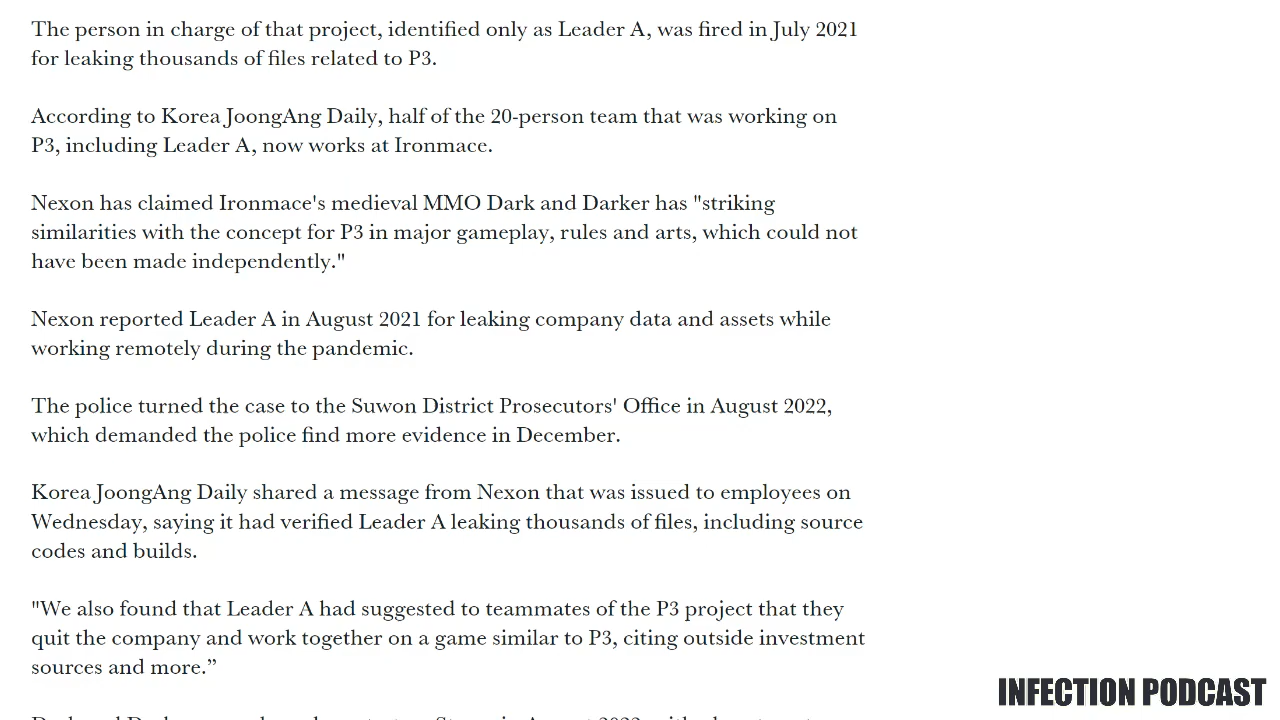 The person in charge of that project, identified only as Leader A, was fired in July 2021
for leaking thousands of files related to P3.
According to Korea JoongAng Daily, half of the 20-person team that was working on
P3, including Leader A, now works at Ironmace.
Nexon has claimed Ironmace's medieval MMO Dark and Darker has "striking
similarities with the concept for P3 in major gameplay, rules and arts, which could not
have been made independently."
Nexon reported Leader A in August 2021 for leaking company data and assets while
working remotely during the pandemic.
The police turned the case to the Suwon District Prosecutors' Office in August 2022,
which demanded the police find more evidence in December.
Korea JoongAng Daily shared a message from Nexon that was issued to employees on
Wednesday, saying it had verified Leader A leaking thousands of files, including source
codes and builds.
"We also found that Leader A had suggested to teammates of the P3 project that they
quit the company and work together on a game similar to P3, citing outside investment
sources and more.”
INFECTION PODCAST